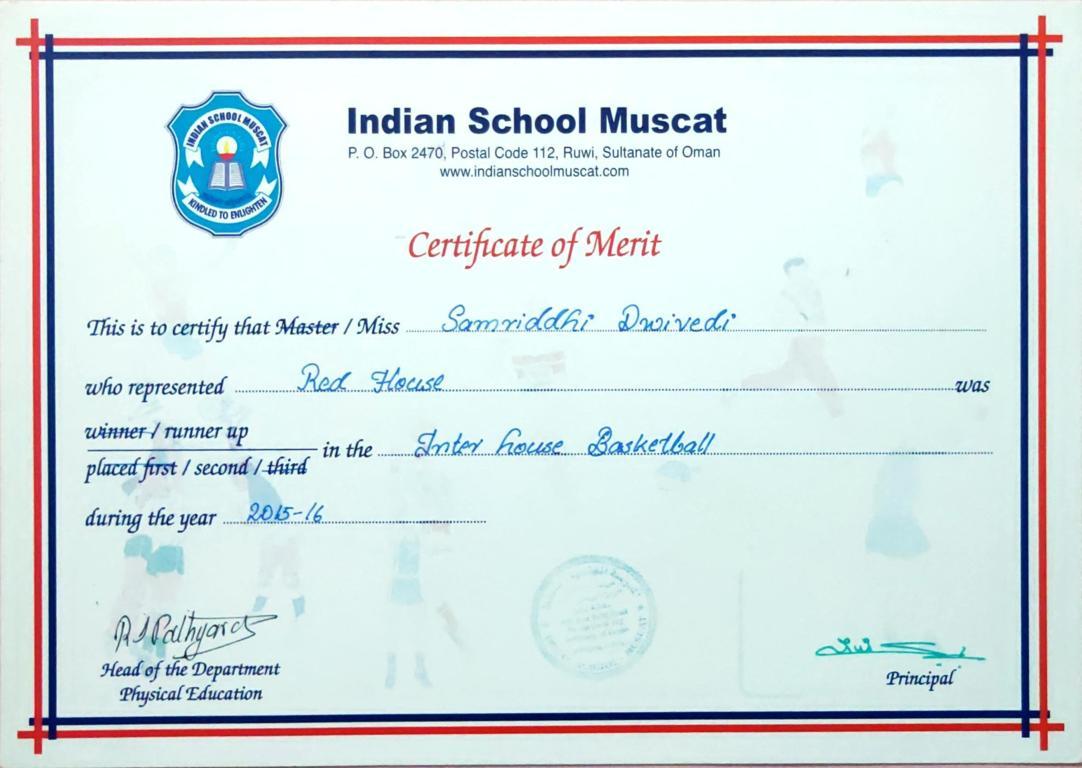 INDIAN SCHOOL MUSCAT
KINDLED TO ENLIGHTEN
Indian School Muscat
P. O. Box 2470, Postal Code 112, Ruwi, Sultanate of Oman
www.indianschoolmuscat.com
Certificate of Merit
This is to certify that Master / Miss Samriddhi Dwivedi
who represented Red House was
winner / runner up
placed first / second / third in the Inter house Basketball
during the year 2015-16
MUSCAT
Head of the Department
Physical Education
Principal